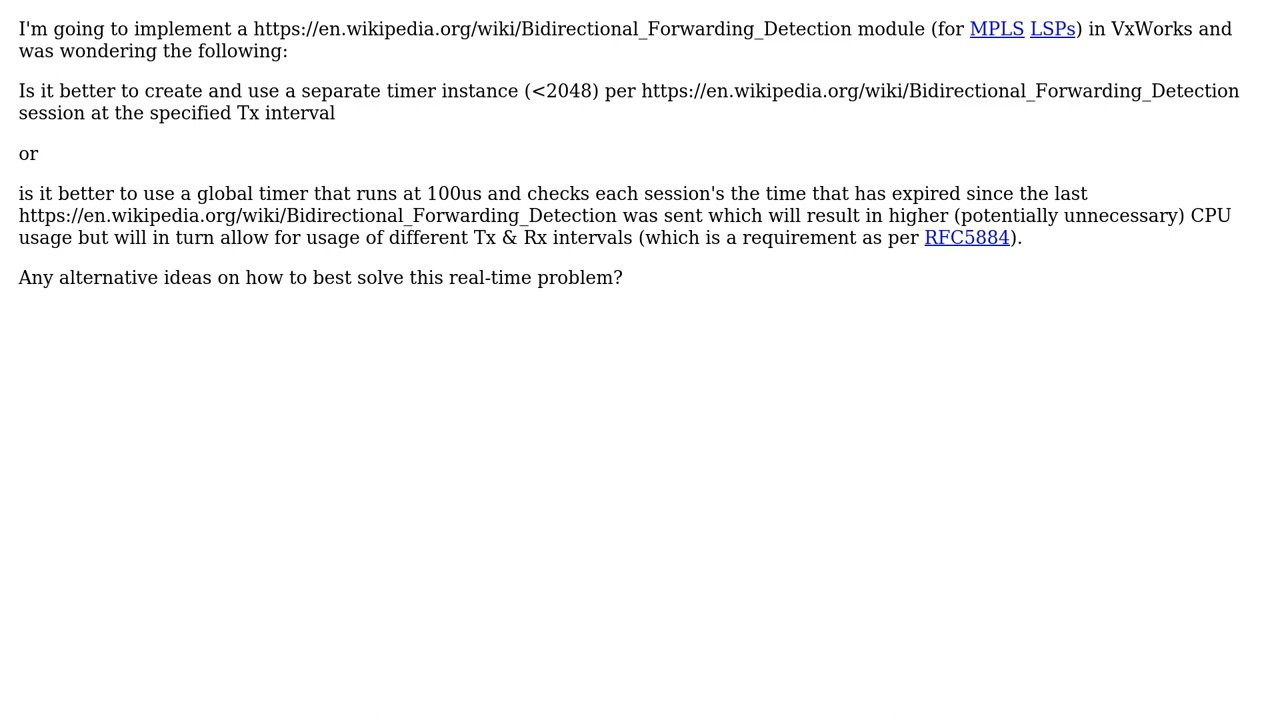 I'm going to implement a https://en.wikipedia.org/wiki/Bidirectional_Forwarding_Detection module (for MPLS LSPs) in VxWorks and
was wondering the following:
Is it better to create and use a separate timer instance (<2048) per https://en.wikipedia.org/wiki/Bidirectional_Forwarding_Detection
session at the specified Tx interval
or
is it better to use a global timer that runs at 100us and checks each session's the time that has expired since the last
https://en.wikipedia.org/wiki/Bidirectional_Forwarding_Detection was sent which will result in higher (potentially unnecessary) CPU
usage but will in turn allow for usage of different Tx & Rx intervals (which is a requirement as per RFC5884).
Any alternative ideas on how to best solve this real-time problem?